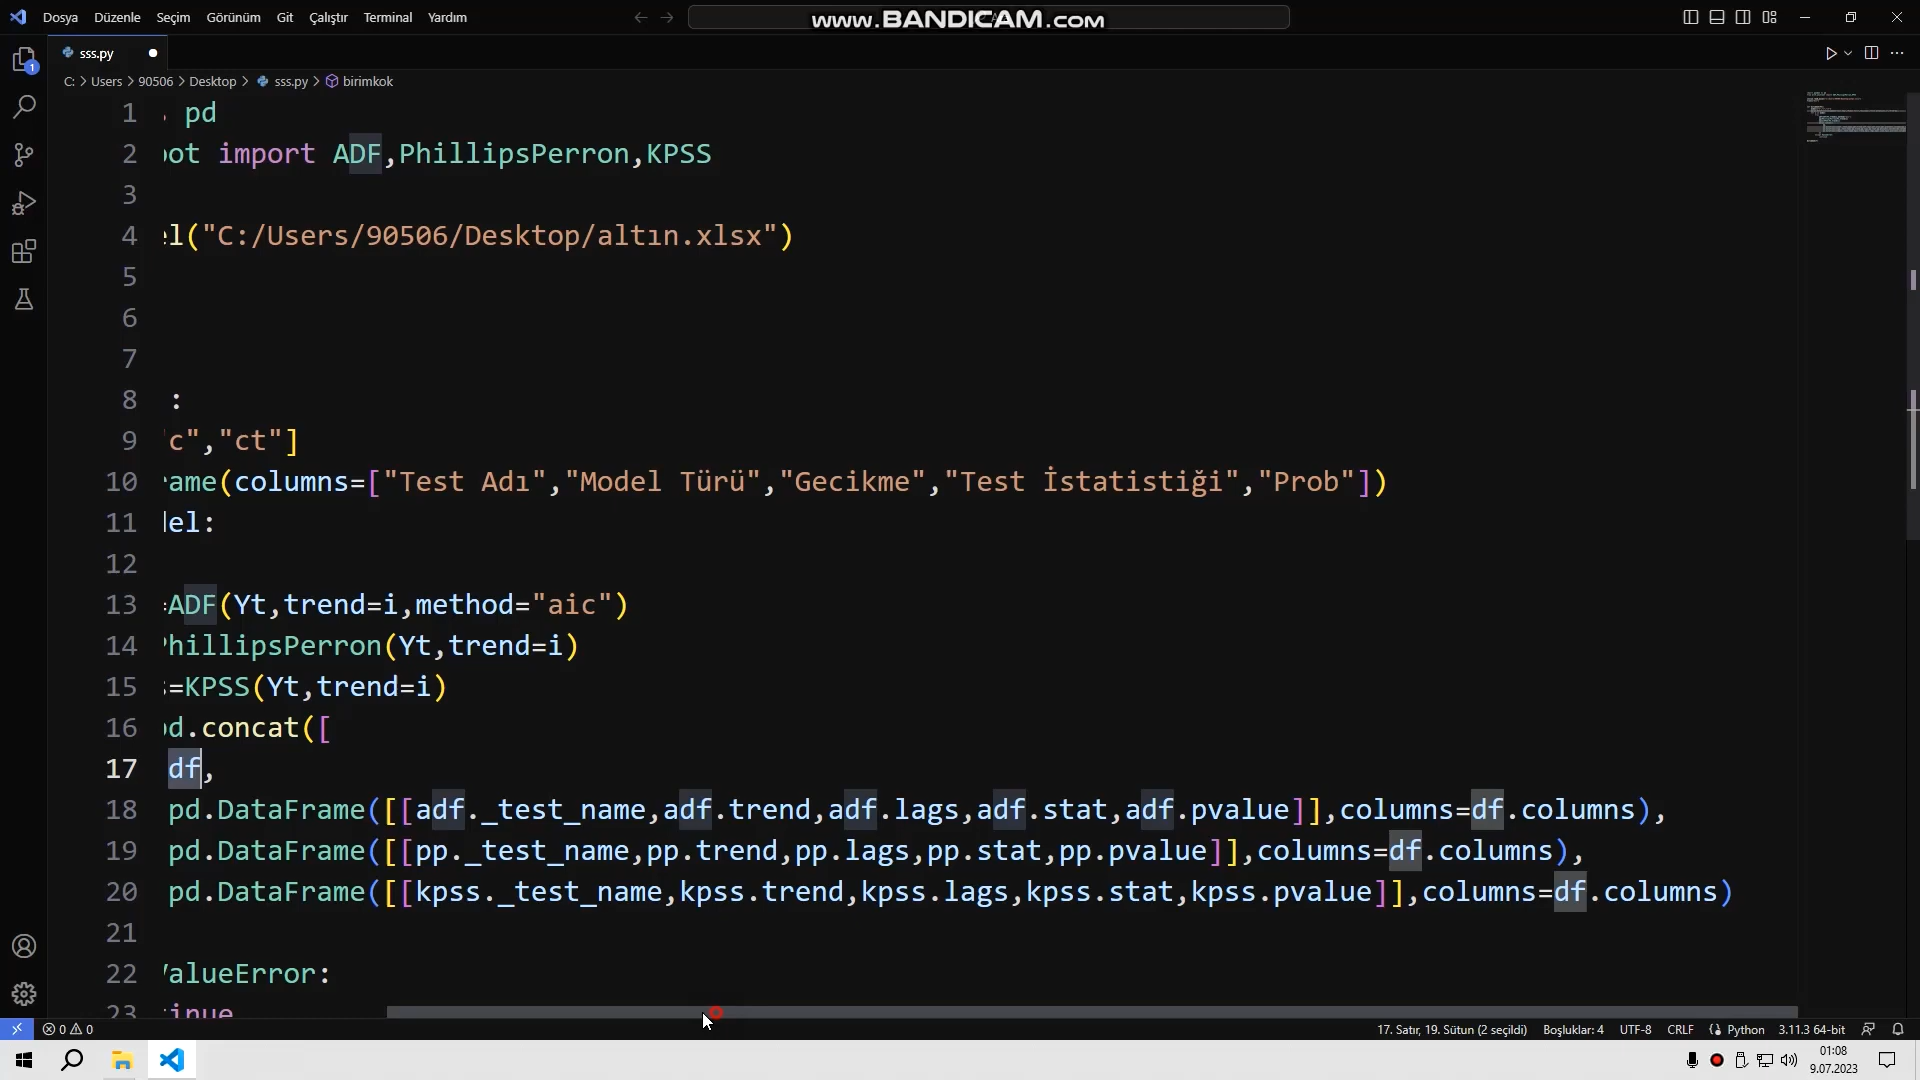 Dosya Düzenle Seçim Görünüm Git Çalıştır Terminal Yardım
www.BANDICAM.com
sss.py
1
C: > Users > 90506 > Desktop > sss.py > birimkok
1 pd
2 import ADF,PhillipsPerron,KPSS
3
4 ("C:/Users/90506/Desktop/altın.xlsx")
5
6
7
8 :
9 c","ct"]
10 ame(columns=["Test Adı","Model Türü","Gecikme","Test İstatistiği","Prob"])
11 el:
12
13 =ADF(Yt,trend=i,method="aic")
14 PhillipsPerron(Yt,trend=i)
15 =KPSS(Yt,trend=i)
16 pd.concat([
17 df,
18 pd.DataFrame([[adf._test_name,adf.trend,adf.lags,adf.stat,adf.pvalue]],columns=df.columns),
19 pd.DataFrame([[pp._test_name,pp.trend,pp.lags,pp.stat,pp.pvalue]],columns=df.columns),
20 pd.DataFrame([[kpss._test_name,kpss.trend,kpss.lags,kpss.stat,kpss.pvalue]],columns=df.columns)
21
22 ValueError:
23 tinue
0 0 17. Satır, 19. Sütun (2 seçildi) Boşluklar: 4 UTF-8 CRLF Python 3.11.3 64-bit
01:08
9.07.2023